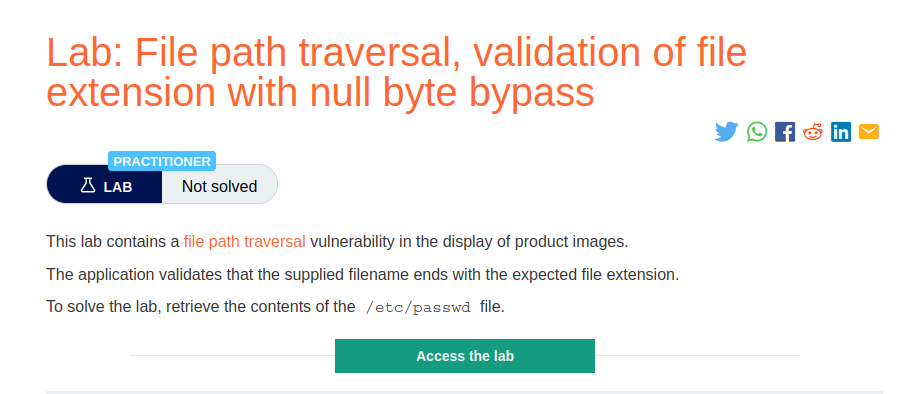 Lab: File path traversal, validation of file
extension with null byte bypass
PRACTITIONER
LAB Not solved
This lab contains a file path traversal vulnerability in the display of product images.
The application validates that the supplied filename ends with the expected file extension.
To solve the lab, retrieve the contents of the /etc/passwd file.
Access the lab